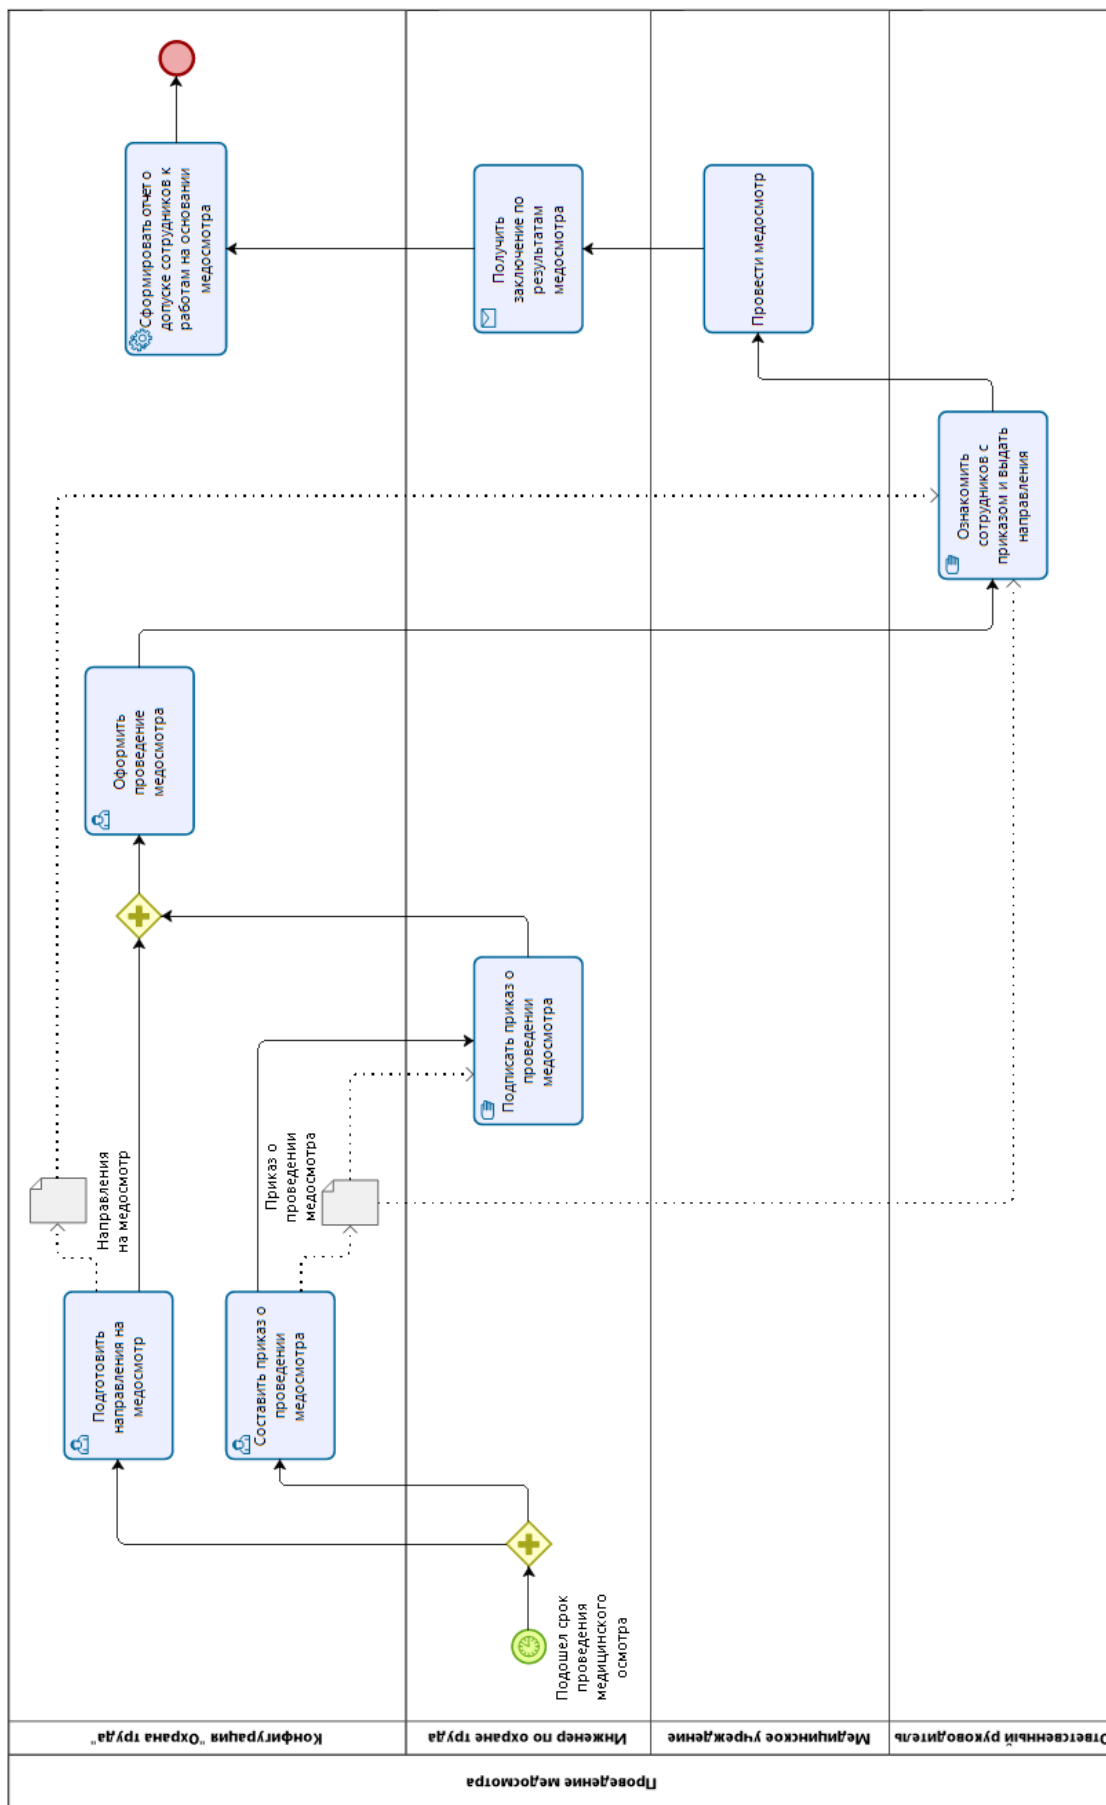 Проведение медосмотра
Конфигурация "Охрана труда"
Инженер по охране труда
Медицинское учреждение
Ответсвенный руководитель
Подошел срок
проведения
медицинского
осмотра
Подготовить
направления на
медосмотр
Составить приказ о
проведении
медосмотра
Направления
на медосмотр
Приказ о
проведении
медосмотра
Подписать приказ о
проведении
медосмотра
Оформить
проведение
медосмотра
Ознакомить
сотрудников с
приказом и выдать
направления
Провести медосмотр
Получить
заключение по
результатам
медосмотра
Сформировать отчет о
допуске сотрудников к
работам на основании
медосмотра